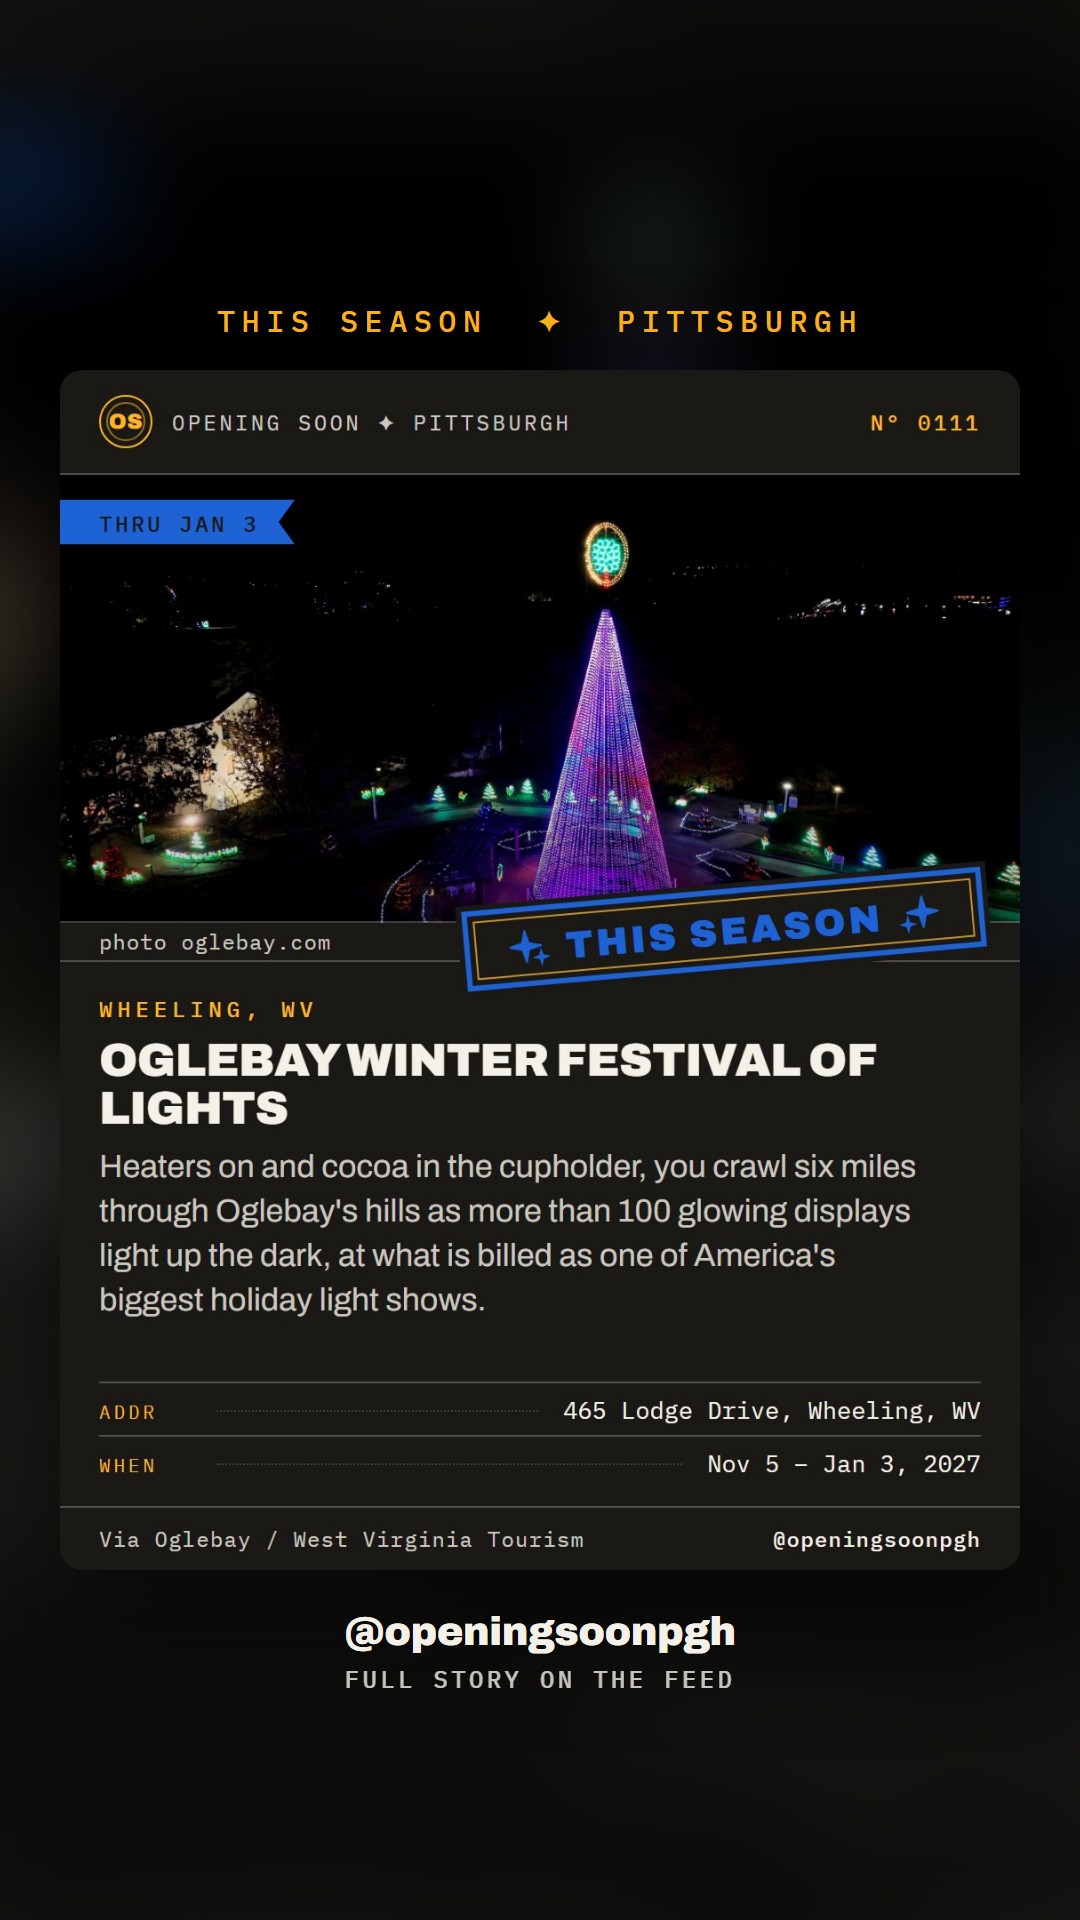 THIS SEASON ✦ PITTSBURGH
OS OPENING SOON ✦ PITTSBURGH N° 0111
THRU JAN 3
THIS SEASON
photo oglebay.com
WHEELING, WV
OGLEBAY WINTER FESTIVAL OF
LIGHTS
Heaters on and cocoa in the cupholder, you crawl six miles
through Oglebay's hills as more than 100 glowing displays
light up the dark, at what is billed as one of America's
biggest holiday light shows.
ADDR 465 Lodge Drive, Wheeling, WV
WHEN Nov 5 – Jan 3, 2027
Via Oglebay / West Virginia Tourism @openingsoonpgh
@openingsoonpgh
FULL STORY ON THE FEED